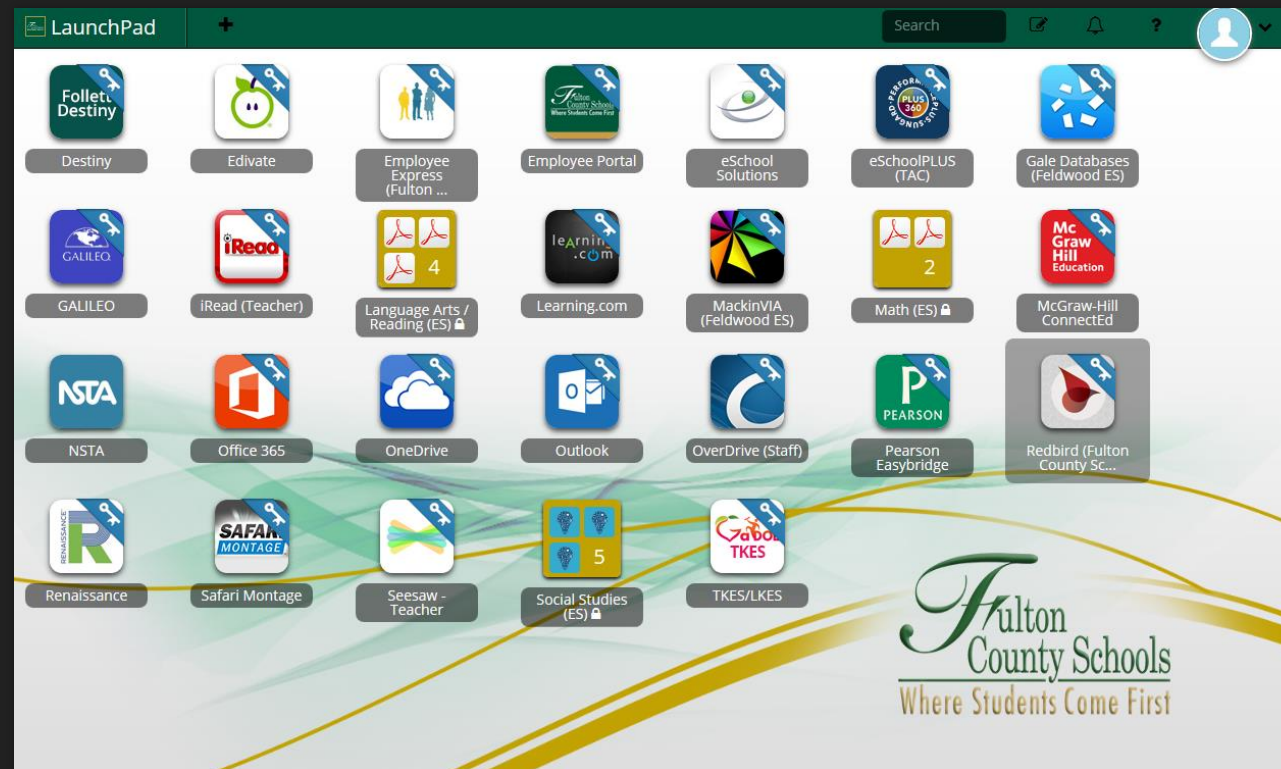 LaunchPad
Search
Follett
Destiny
Destiny
Edivate
Employee
Express
(Fulton ...
Fulton
County Schools
Where Students Come First
Employee Portal
eSchool
Solutions
PLUS
360
eSchoolPLUS
(TAC)
Gale Databases
(Feldwood ES)
GALILEO
GALILEO
iRead
iRead (Teacher)
4
Language Arts /
Reading (ES)
learning
.com
Learning.com
MackinVIA
(Feldwood ES)
2
Math (ES)
Mc
Graw
Hill
Education
McGraw-Hill
ConnectEd
NSTA
NSTA
Office 365
OneDrive
O
Outlook
OverDrive (Staff)
P
PEARSON
Pearson
Easybridge
Redbird (Fulton
County Sc...
RENAISSANCE
R
Renaissance
SAFARI
MONTAGE
Safari Montage
Seesaw -
Teacher
5
Social Studies
(ES)
TKES
TKES/LKES
Fulton
County Schools
Where Students Come First